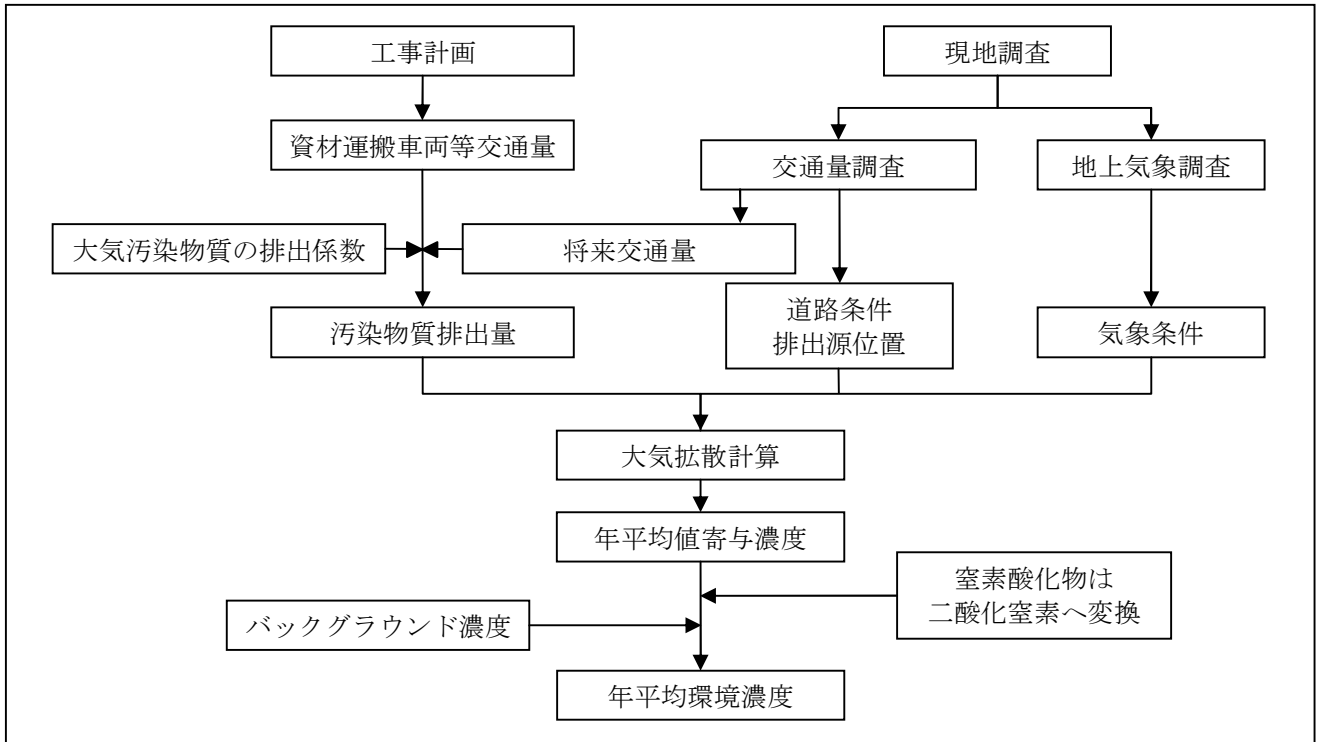 工事計画
現地調査
資材運搬車両等交通量
交通量調査
地上気象調査
大気汚染物質の排出係数
将来交通量
汚染物質排出量
道路条件
排出源位置
気象条件
大気拡散計算
年平均値寄与濃度
窒素酸化物は
二酸化窒素へ変換
バックグラウンド濃度
年平均環境濃度